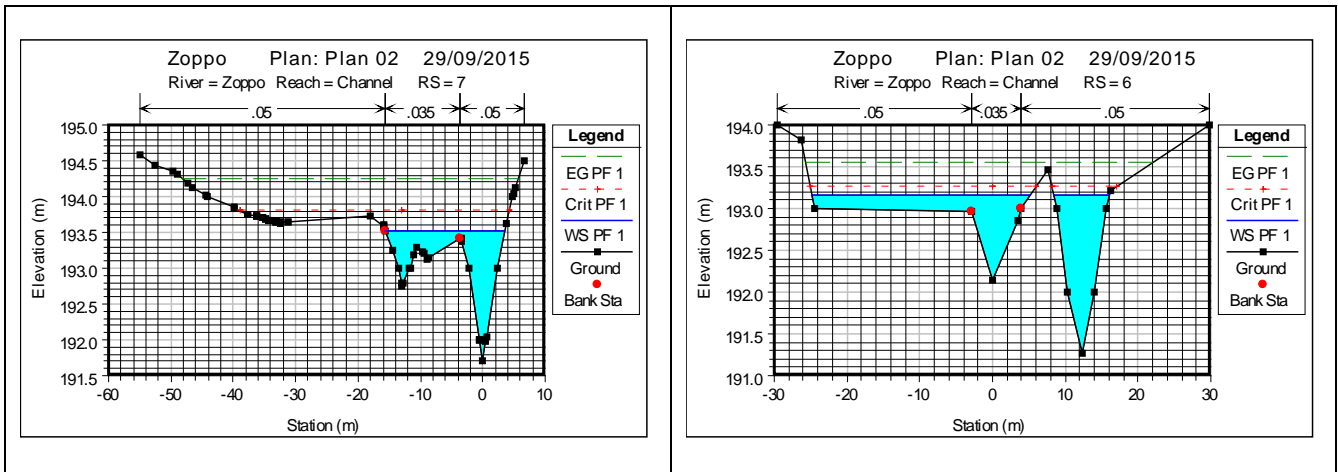 Zoppo Plan: Plan 02 29/09/2015
River = Zoppo Reach = Channel RS = 7
.05 .035 .05
195.0
194.5
194.0
193.5
193.0
192.5
192.0
191.5
-60 -50 -40 -30 -20 -10 0 10
Station (m)
Elevation (m)
Legend
EG PF 1
Crit PF 1
WS PF 1
Ground
Bank Sta
Zoppo Plan: Plan 02 29/09/2015
River = Zoppo Reach = Channel RS = 6
.05 .035 .05
194.0
193.5
193.0
192.5
192.0
191.5
191.0
-30 -20 -10 0 10 20 30
Station (m)
Elevation (m)
Legend
EG PF 1
Crit PF 1
WS PF 1
Ground
Bank Sta